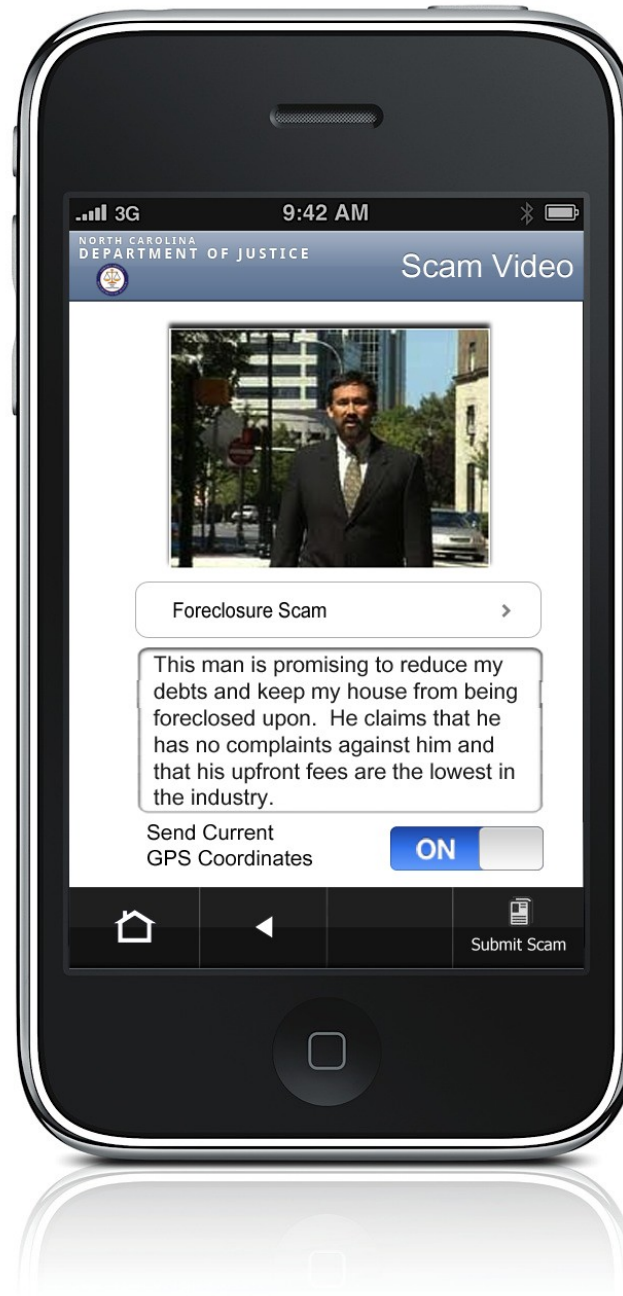 3G 9:42 AM
NORTH CAROLINA
DEPARTMENT OF JUSTICE
Scam Video
Foreclosure Scam
This man is promising to reduce my
debts and keep my house from being
foreclosed upon. He claims that he
has no complaints against him and
that his upfront fees are the lowest in
the industry.
Send Current
GPS Coordinates
ON
Submit Scam